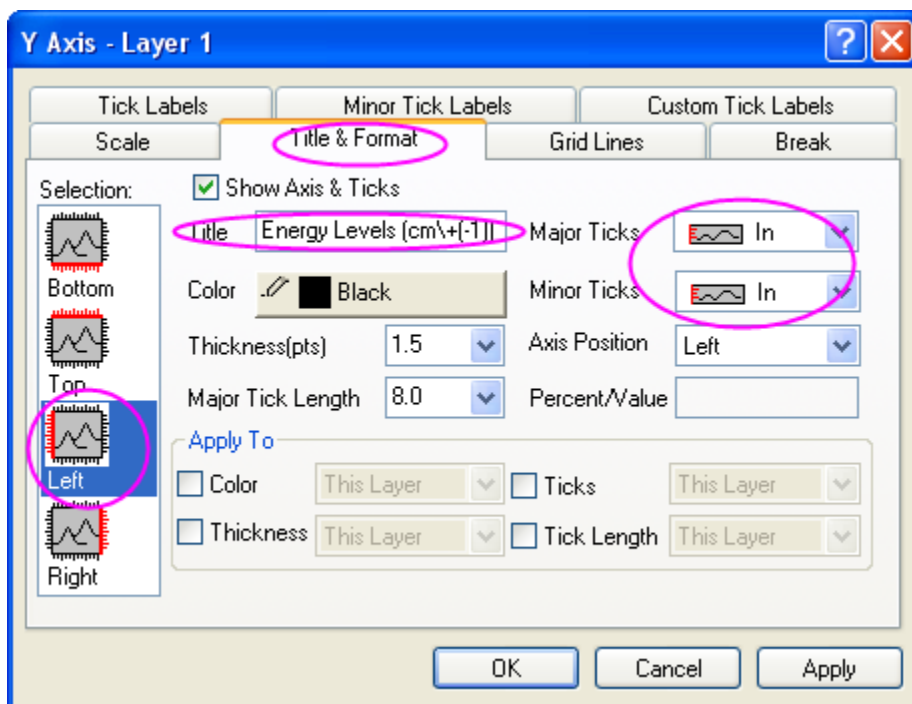 Y Axis - Layer 1
Tick Labels Minor Tick Labels Custom Tick Labels
Scale Title & Format Grid Lines Break
Selection:
Bottom
Top
Left
Right
Show Axis & Ticks
Title Energy Levels (cm\+(-1)) Major Ticks In
Color Black Minor Ticks In
Thickness(pts) 1.5 Axis Position Left
Major Tick Length 8.0 Percent/Value
Apply To
Color This Layer Ticks This Layer
Thickness This Layer Tick Length This Layer
OK Cancel Apply